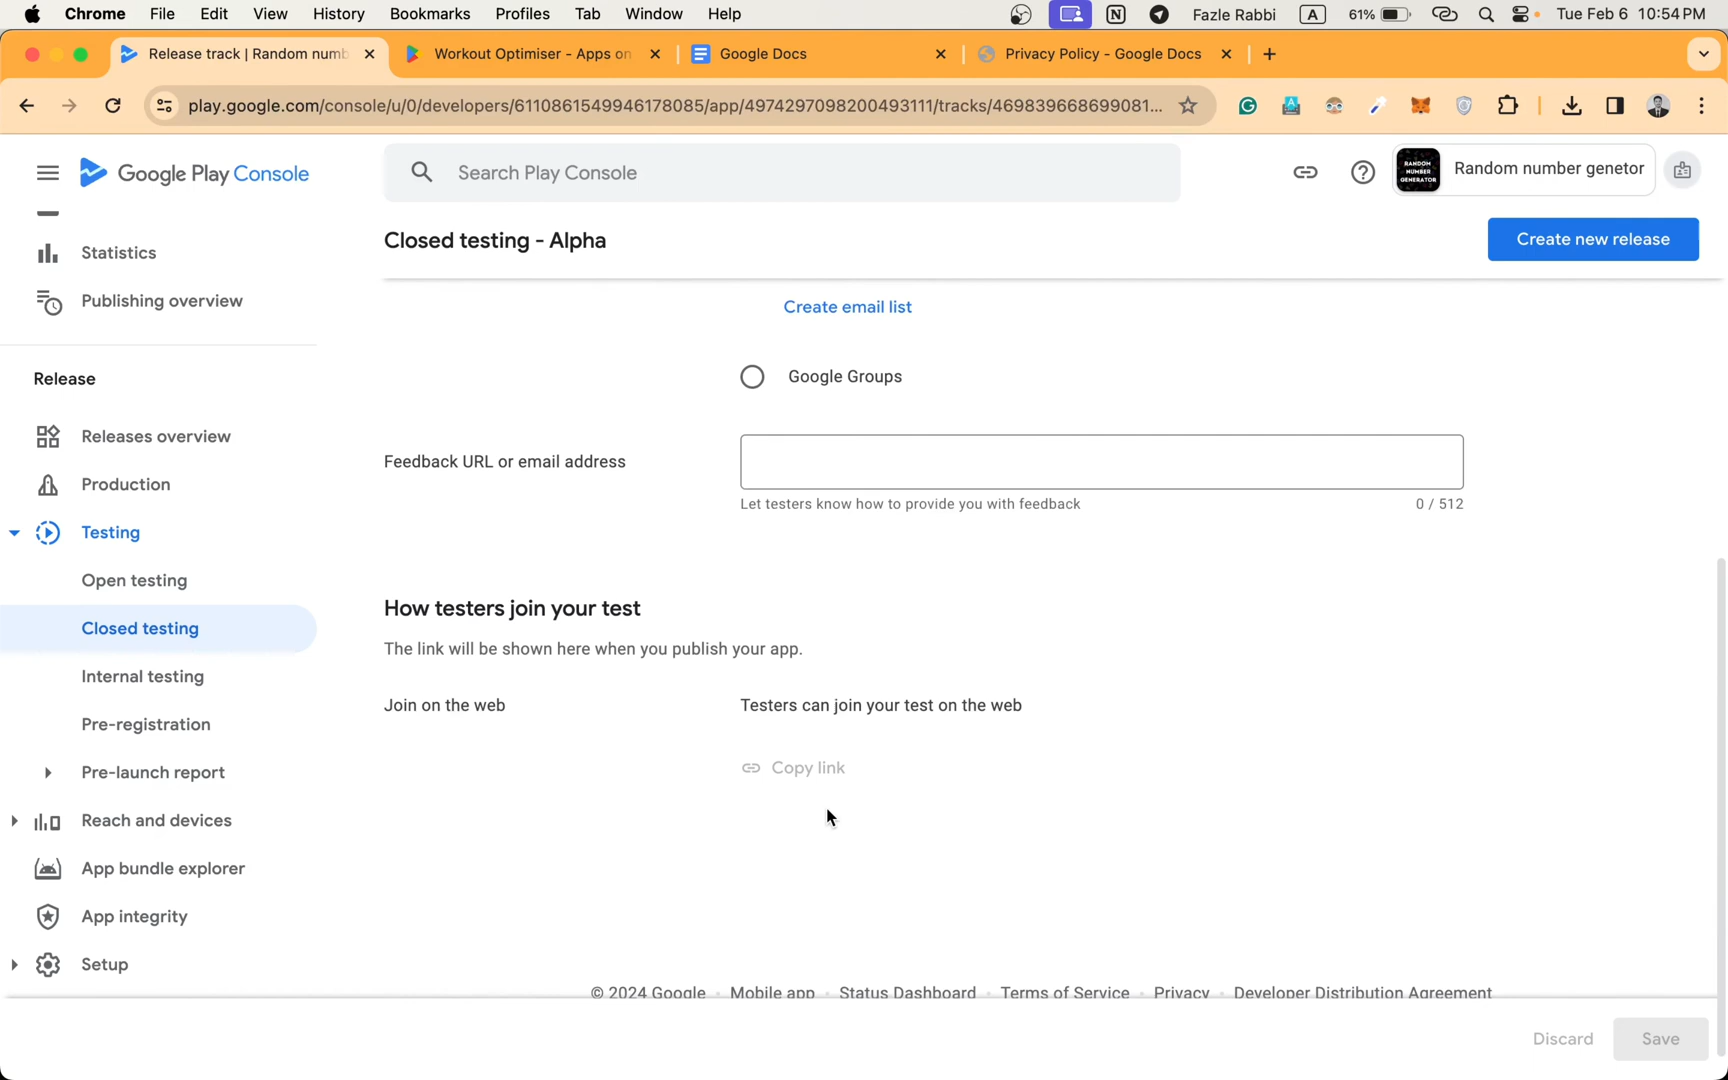 Chrome File Edit View History Bookmarks Profiles Tab Window Help N Fazle Rabbi A 61% Tue Feb 6 10:54 PM
Release track | Random numb Workout Optimiser - Apps on Google Docs Privacy Policy - Google Docs
play.google.com/console/u/0/developers/6110861549946178085/app/4974297098200493111/tracks/469839668699081...
Google Play Console
Search Play Console
RANDOM NUMBER GENERATOR
Random number genetor
Statistics
Publishing overview
Release
Releases overview
Production
Testing
Open testing
Closed testing
Internal testing
Pre-registration
Pre-launch report
Reach and devices
App bundle explorer
App integrity
Setup
Closed testing - Alpha
Create new release
Create email list
Google Groups
Feedback URL or email address
Let testers know how to provide you with feedback 0 / 512
How testers join your test
The link will be shown here when you publish your app.
Join on the web Testers can join your test on the web
Copy link
© 2024 Google Mobile app Status Dashboard Terms of Service Privacy Developer Distribution Agreement
Discard Save